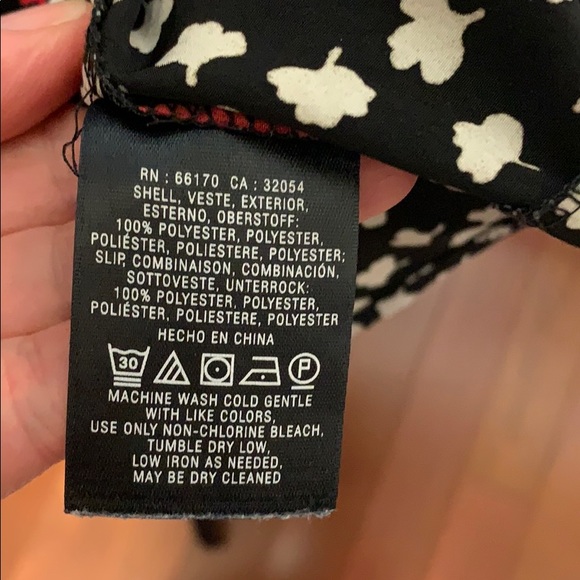 RN : 66170 CA : 32054
SHELL, VESTE, EXTERIOR,
ESTERNO, OBERSTOFF:
100% POLYESTER, POLYESTER,
POLIÉSTER, POLIESTERE, POLYESTER;
SLIP, COMBINAISON, COMBINACIÓN,
SOTTOVESTE, UNTERROCK:
100% POLYESTER, POLYESTER,
POLIÉSTER, POLIESTERE, POLYESTER
HECHO EN CHINA
30 P
MACHINE WASH COLD GENTLE
WITH LIKE COLORS,
USE ONLY NON-CHLORINE BLEACH,
TUMBLE DRY LOW,
LOW IRON AS NEEDED,
MAY BE DRY CLEANED